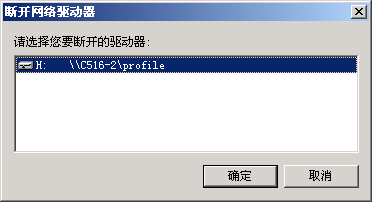 断开网络驱动器
请选择您要断开的驱动器:
H: \\C516-2\profile
确定
取消